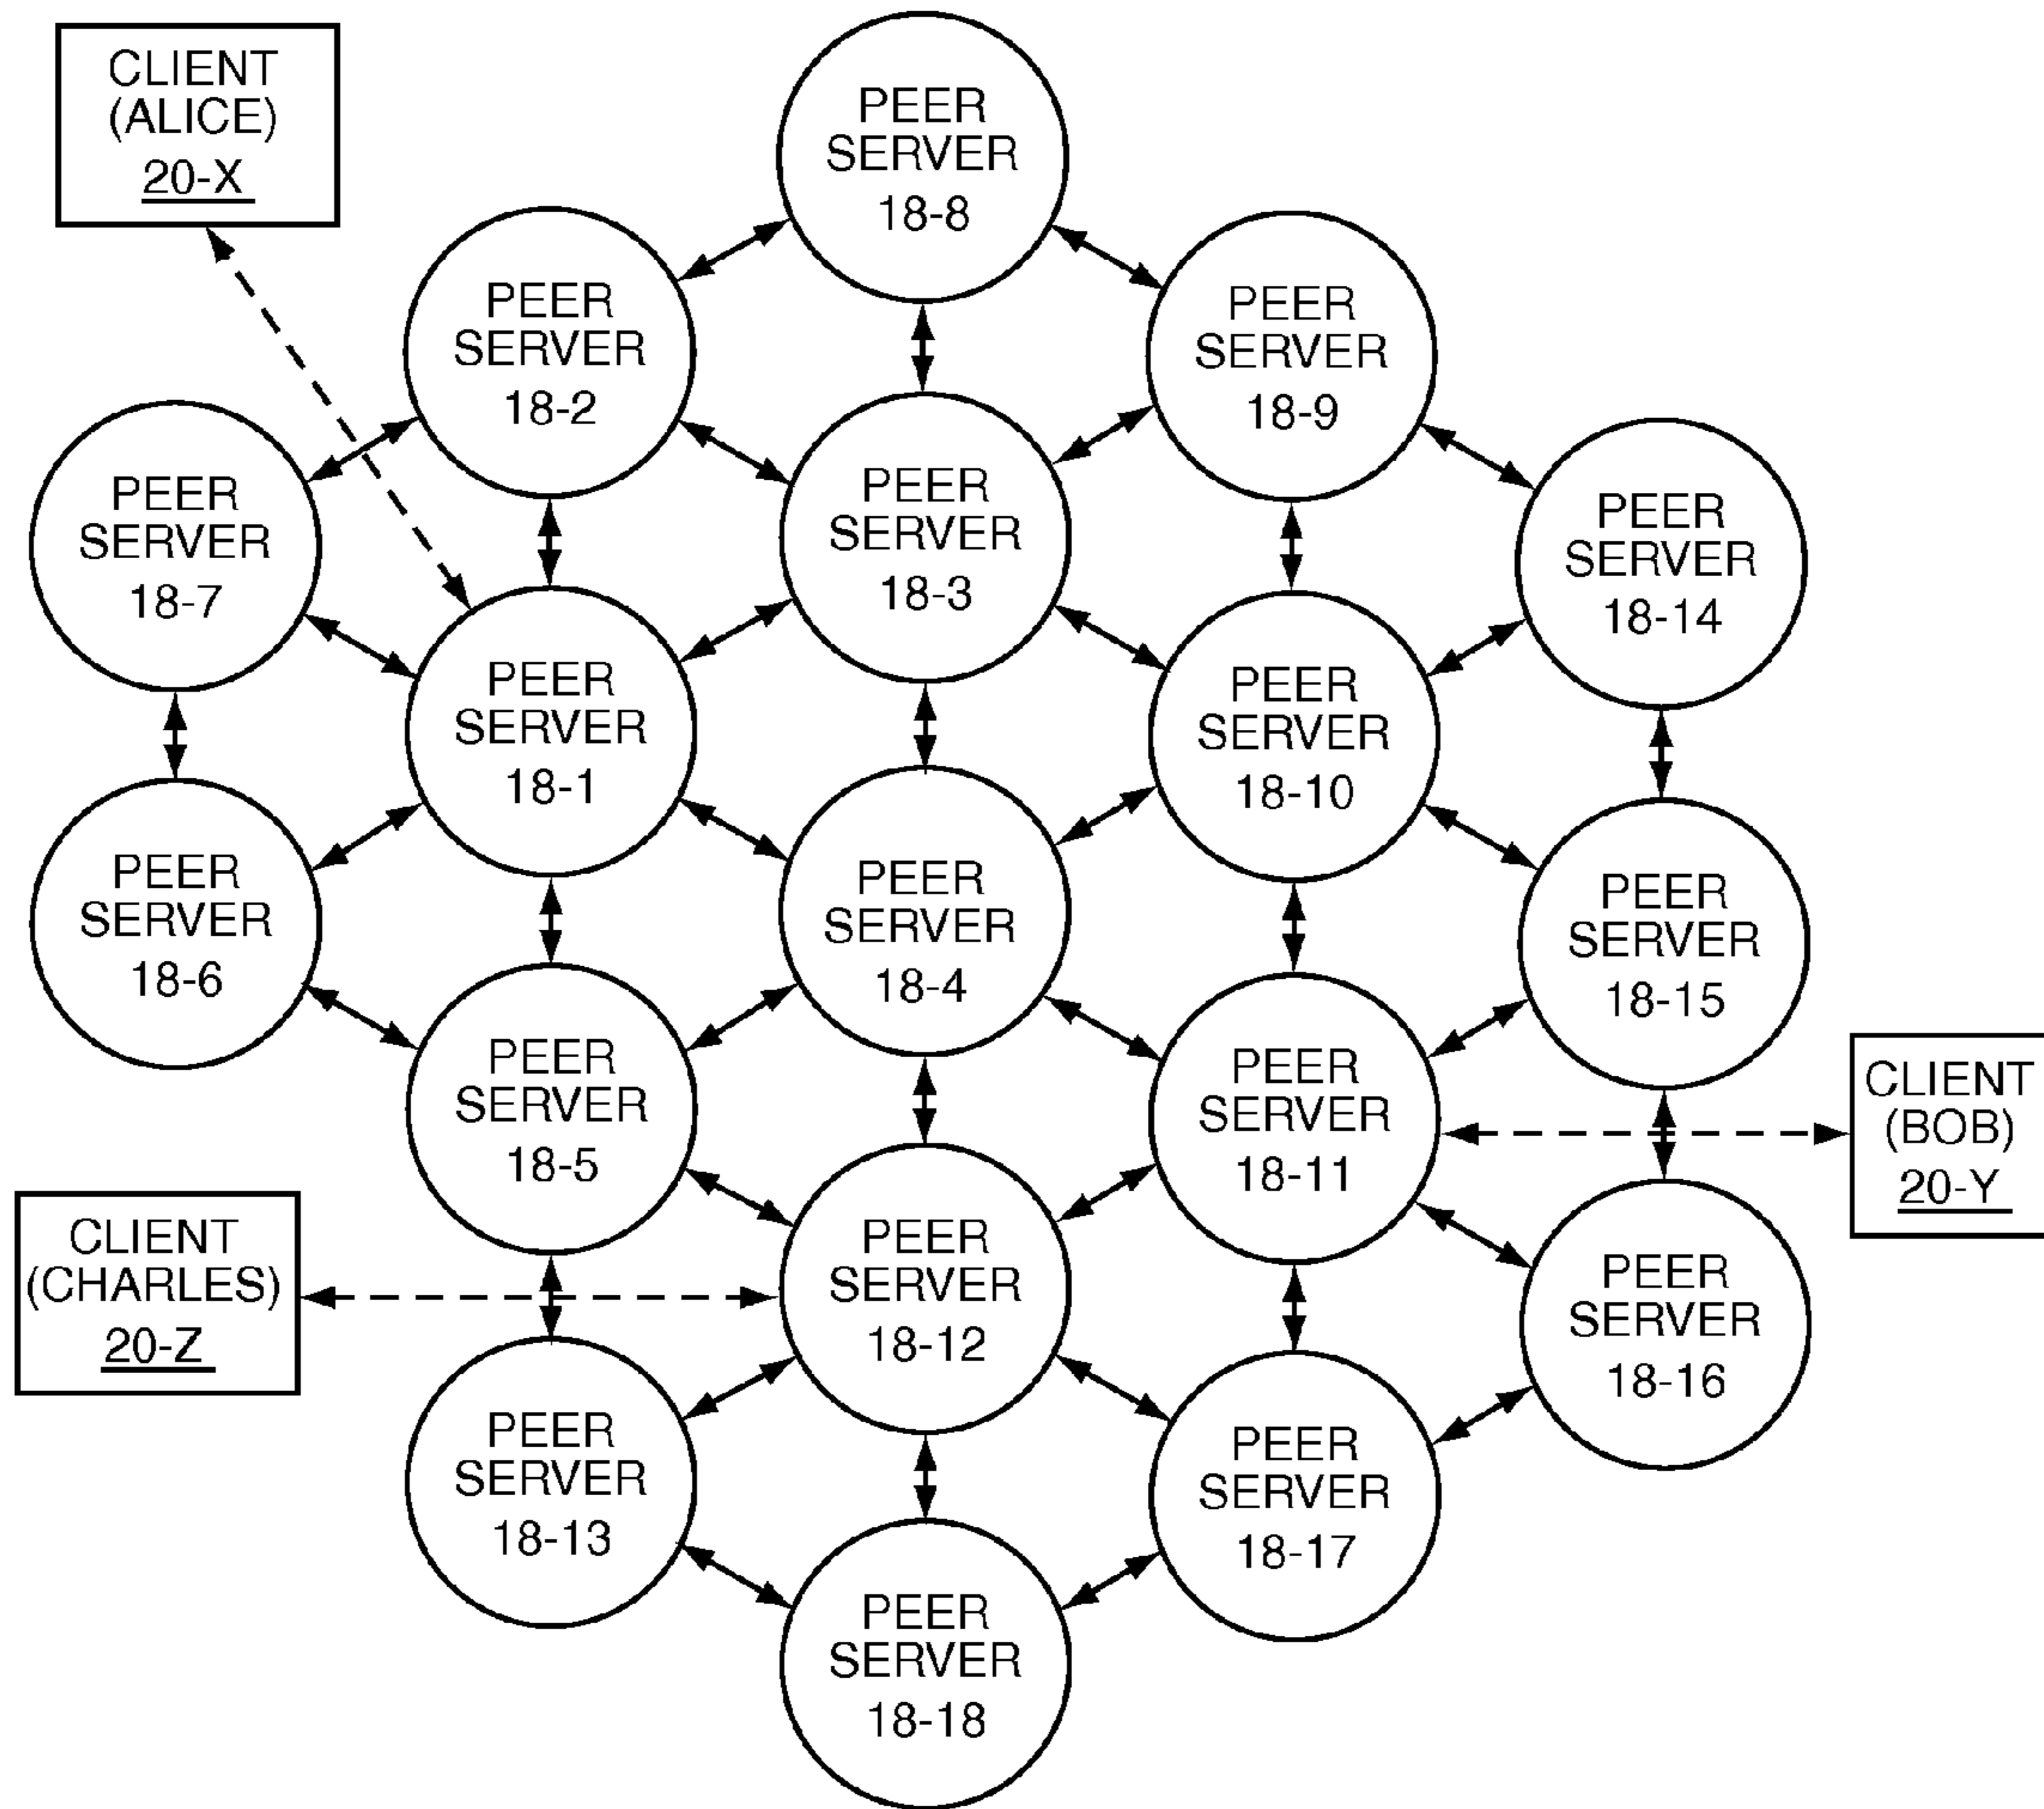 CLIENT
(ALICE)
20-X
PEER
SERVER
18-8
PEER
SERVER
18-2
PEER
SERVER
18-9
PEER
SERVER
18-7
PEER
SERVER
18-3
PEER
SERVER
18-14
PEER
SERVER
18-1
PEER
SERVER
18-10
PEER
SERVER
18-6
PEER
SERVER
18-4
PEER
SERVER
18-15
PEER
SERVER
18-5
PEER
SERVER
18-11
CLIENT
(BOB)
20-Y
CLIENT
(CHARLES)
20-Z
PEER
SERVER
18-12
PEER
SERVER
18-16
PEER
SERVER
18-13
PEER
SERVER
18-17
PEER
SERVER
18-18